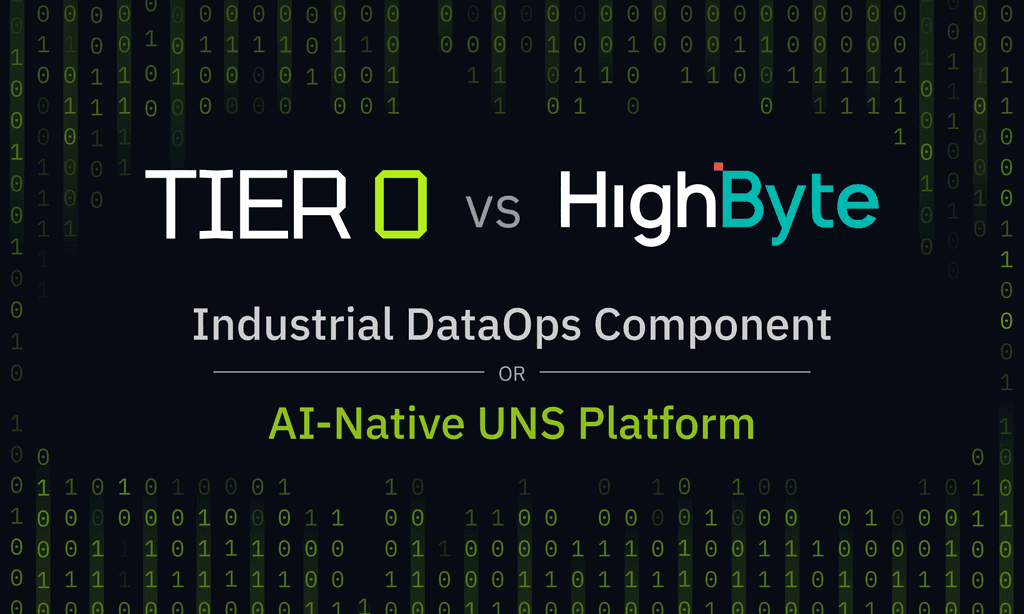 TIER 0 vs HighByte
Industrial DataOps Component
OR
AI-Native UNS Platform